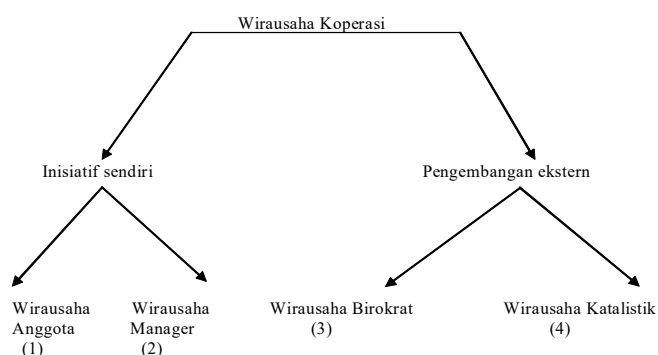 Wirausaha Koperasi
Inisiatif sendiri
Pengembangan ekstern
Wirausaha
Anggota
(1)
Wirausaha
Manager
(2)
Wirausaha Birokrat
(3)
Wirausaha Katalistik
(4)